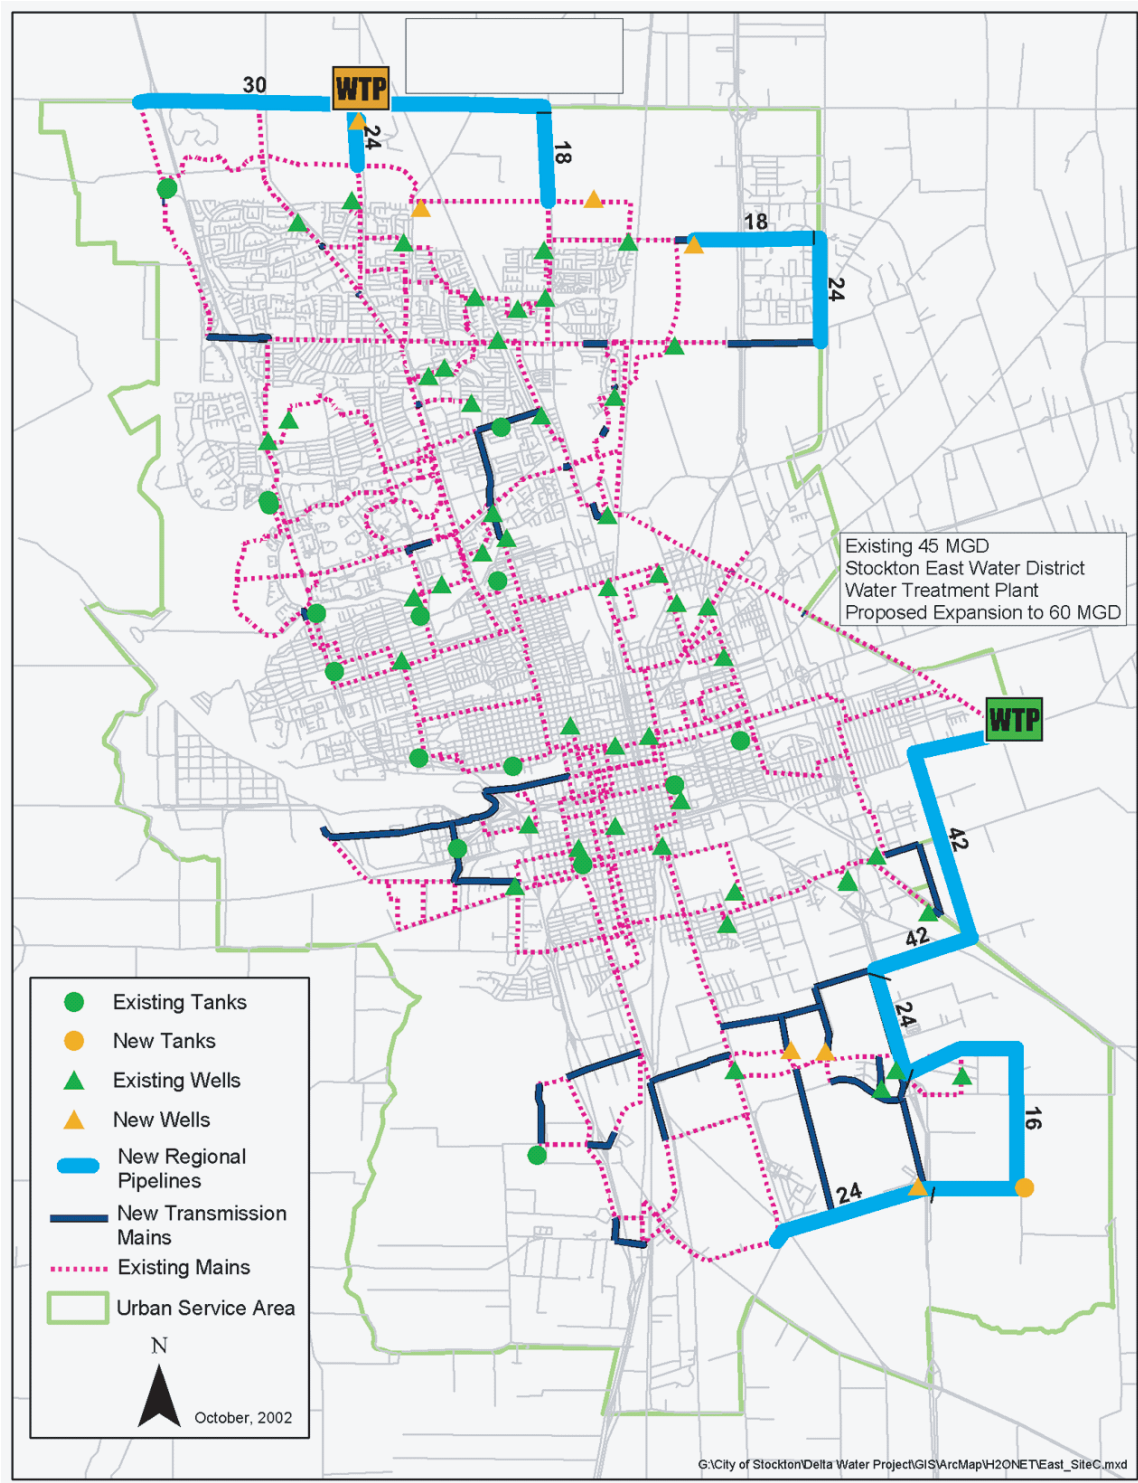 30
WTP
24
18
18
24
Existing 45 MGD
Stockton East Water District
Water Treatment Plant
Proposed Expansion to 60 MGD
WTP
42
42
24
16
24
Existing Tanks
New Tanks
Existing Wells
New Wells
New Regional
Pipelines
New Transmission
Mains
Existing Mains
Urban Service Area
N
October, 2002
G:\City of Stockton\Delta Water Project\GIS\ArcMap\H2ONET\East_SiteC.mxd